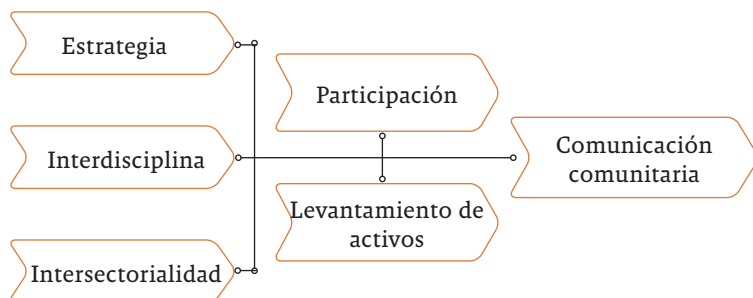 Estrategia
Interdisciplina
Intersectorialidad
Participación
Levantamiento de
activos
Comunicación
comunitaria